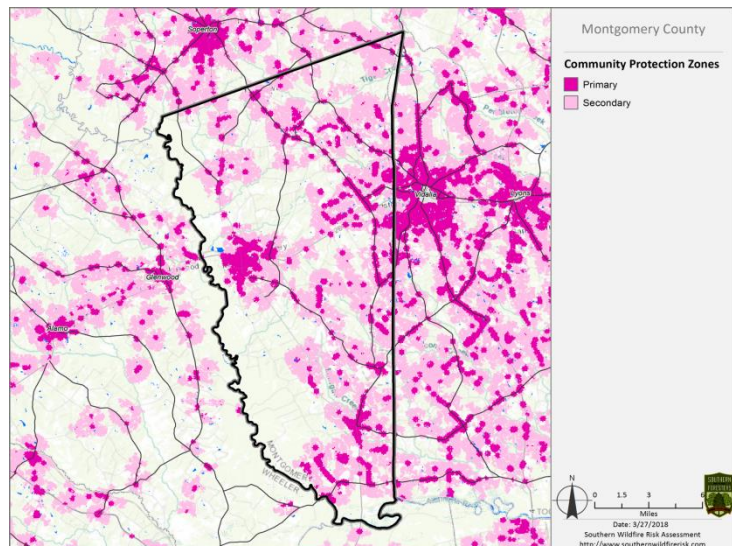 Montgomery County
Community Protection Zones
Primary
Secondary
Soperton
Vidalia
Lyons
Glenwood
Alamo
MONTGOMERY
WHEELER
N
0 1.5 3 6
Miles
Date: 3/27/2018
Southern Wildfire Risk Assessment
http://www.southernwildfirerisk.com